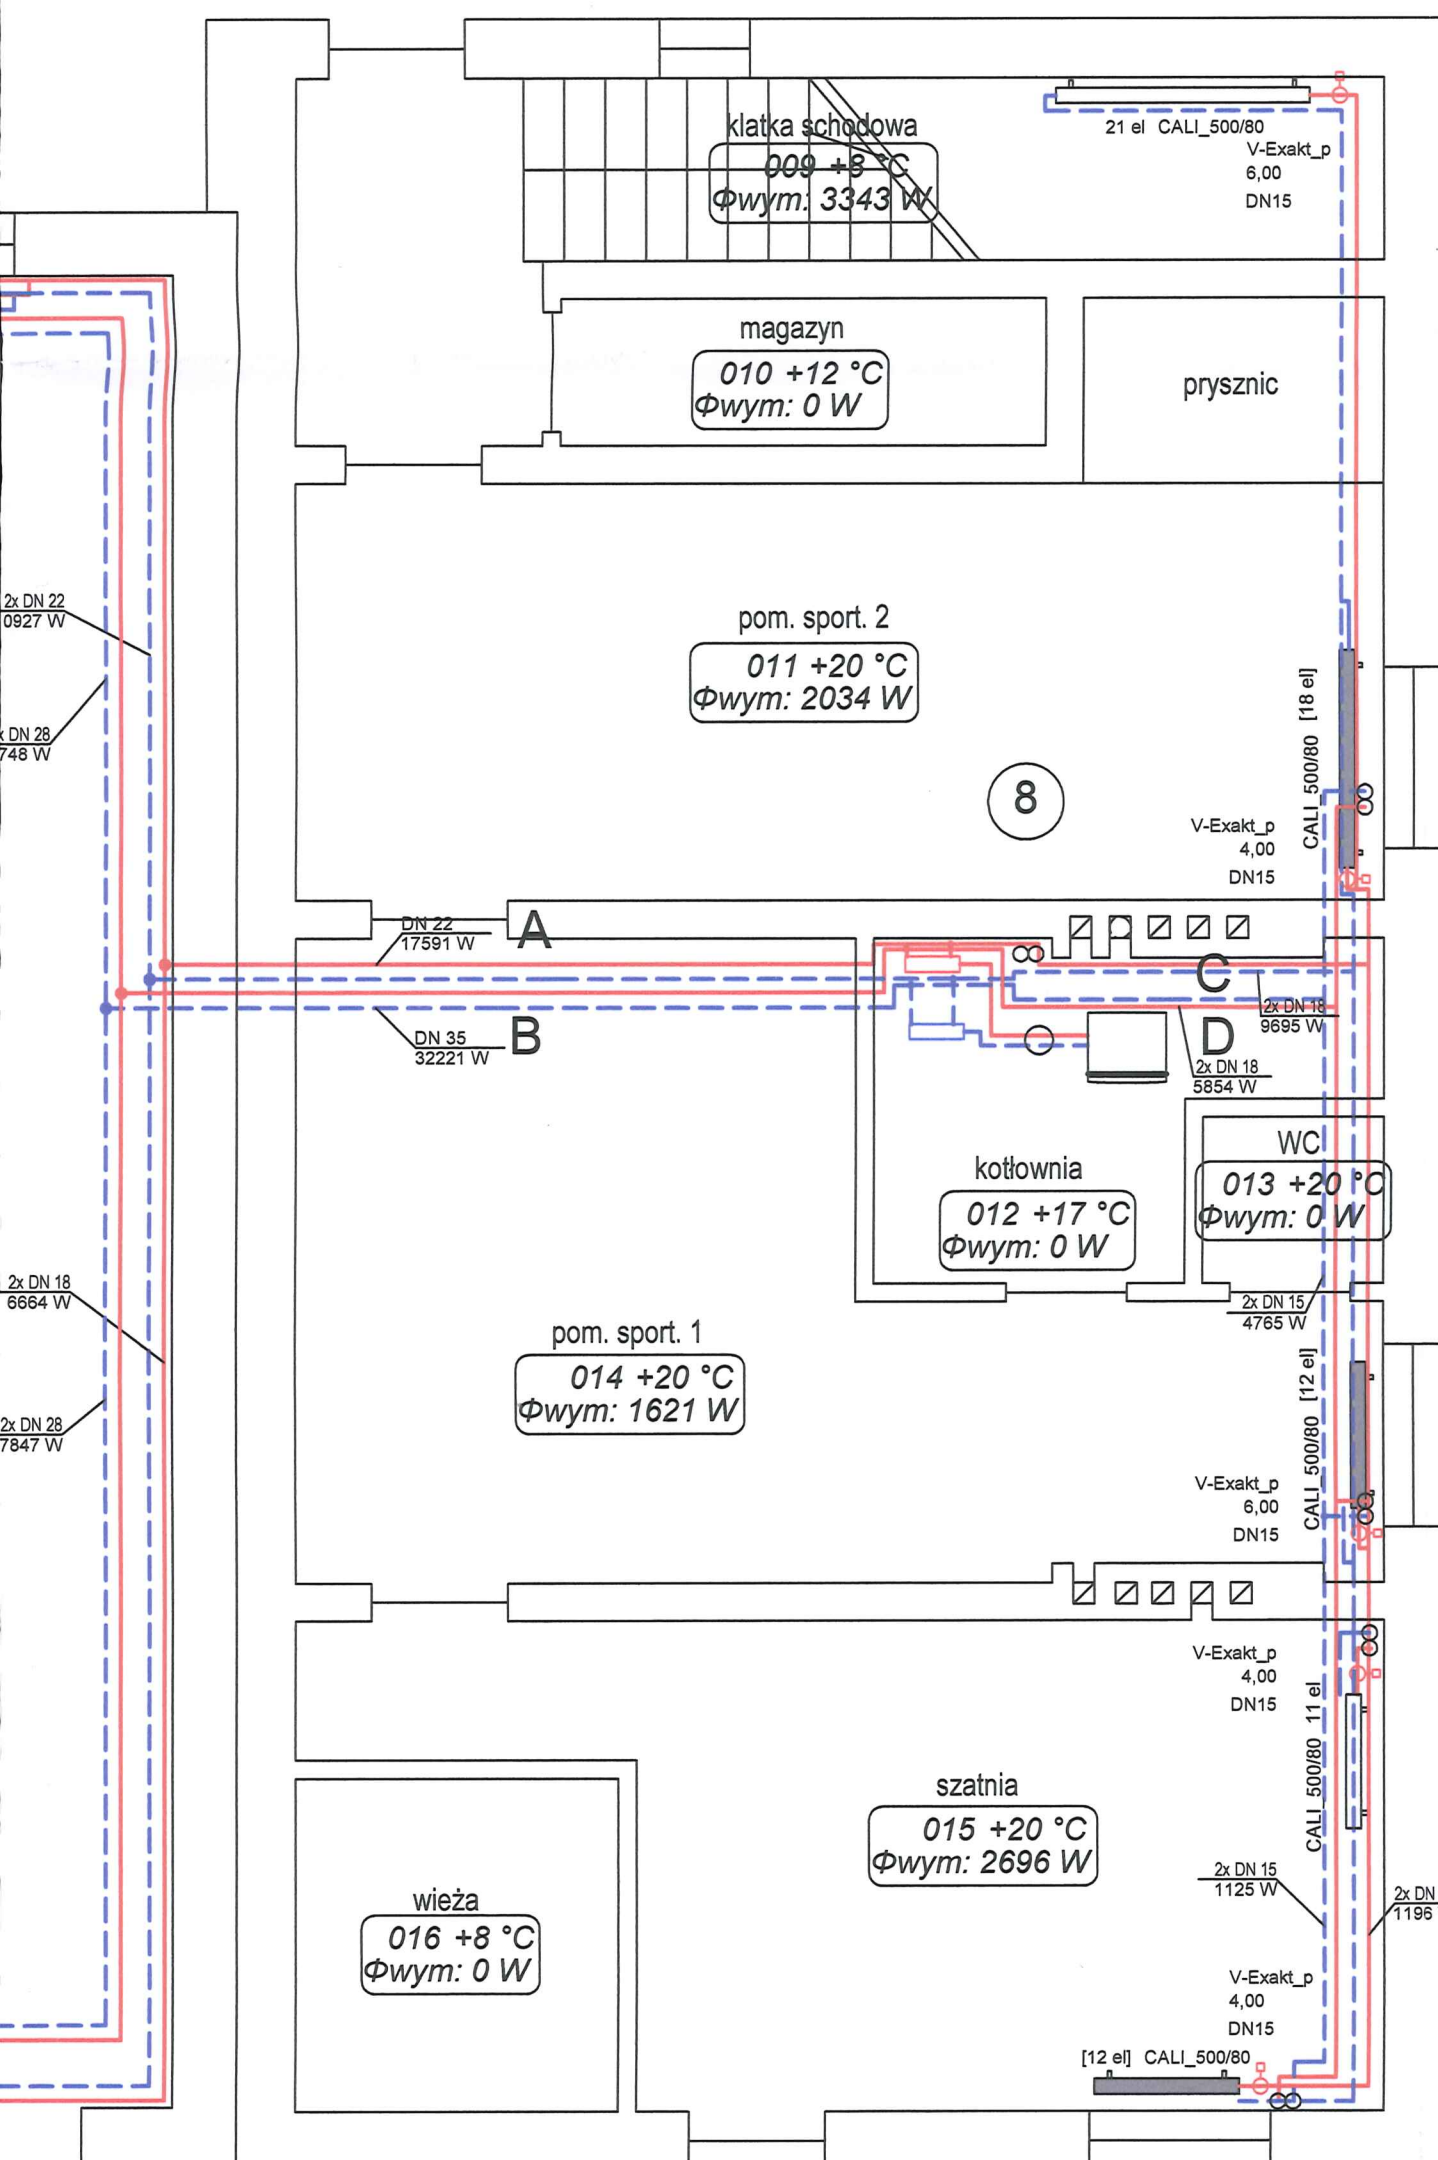 klatka schodowa
009 +8 °C
Φwym: 3343 W
21 el CALI_500/80
V-Exakt_p
6,00
DN15
magazyn
010 +12 °C
Φwym: 0 W
prysznic
2x DN 22
0927 W
DN 28
748 W
pom. sport. 2
011 +20 °C
Φwym: 2034 W
8
CALI_500/80 [18 el]
V-Exakt_p
4,00
DN15
DN 22
17591 W
A
DN 35
32221 W
B
C
2x DN 18
9695 W
D
2x DN 18
5854 W
WC
013 +20 °C
Φwym: 0 W
kotłownia
012 +17 °C
Φwym: 0 W
2x DN 18
6664 W
2x DN 15
4765 W
pom. sport. 1
014 +20 °C
Φwym: 1621 W
2x DN 28
7847 W
CALI_500/80 [12 el]
V-Exakt_p
6,00
DN15
V-Exakt_p
4,00
DN15
CALI_500/80 11 el
szatnia
015 +20 °C
Φwym: 2696 W
2x DN 15
1125 W
2x DN
1196
wieża
016 +8 °C
Φwym: 0 W
V-Exakt_p
4,00
DN15
[12 el] CALI_500/80